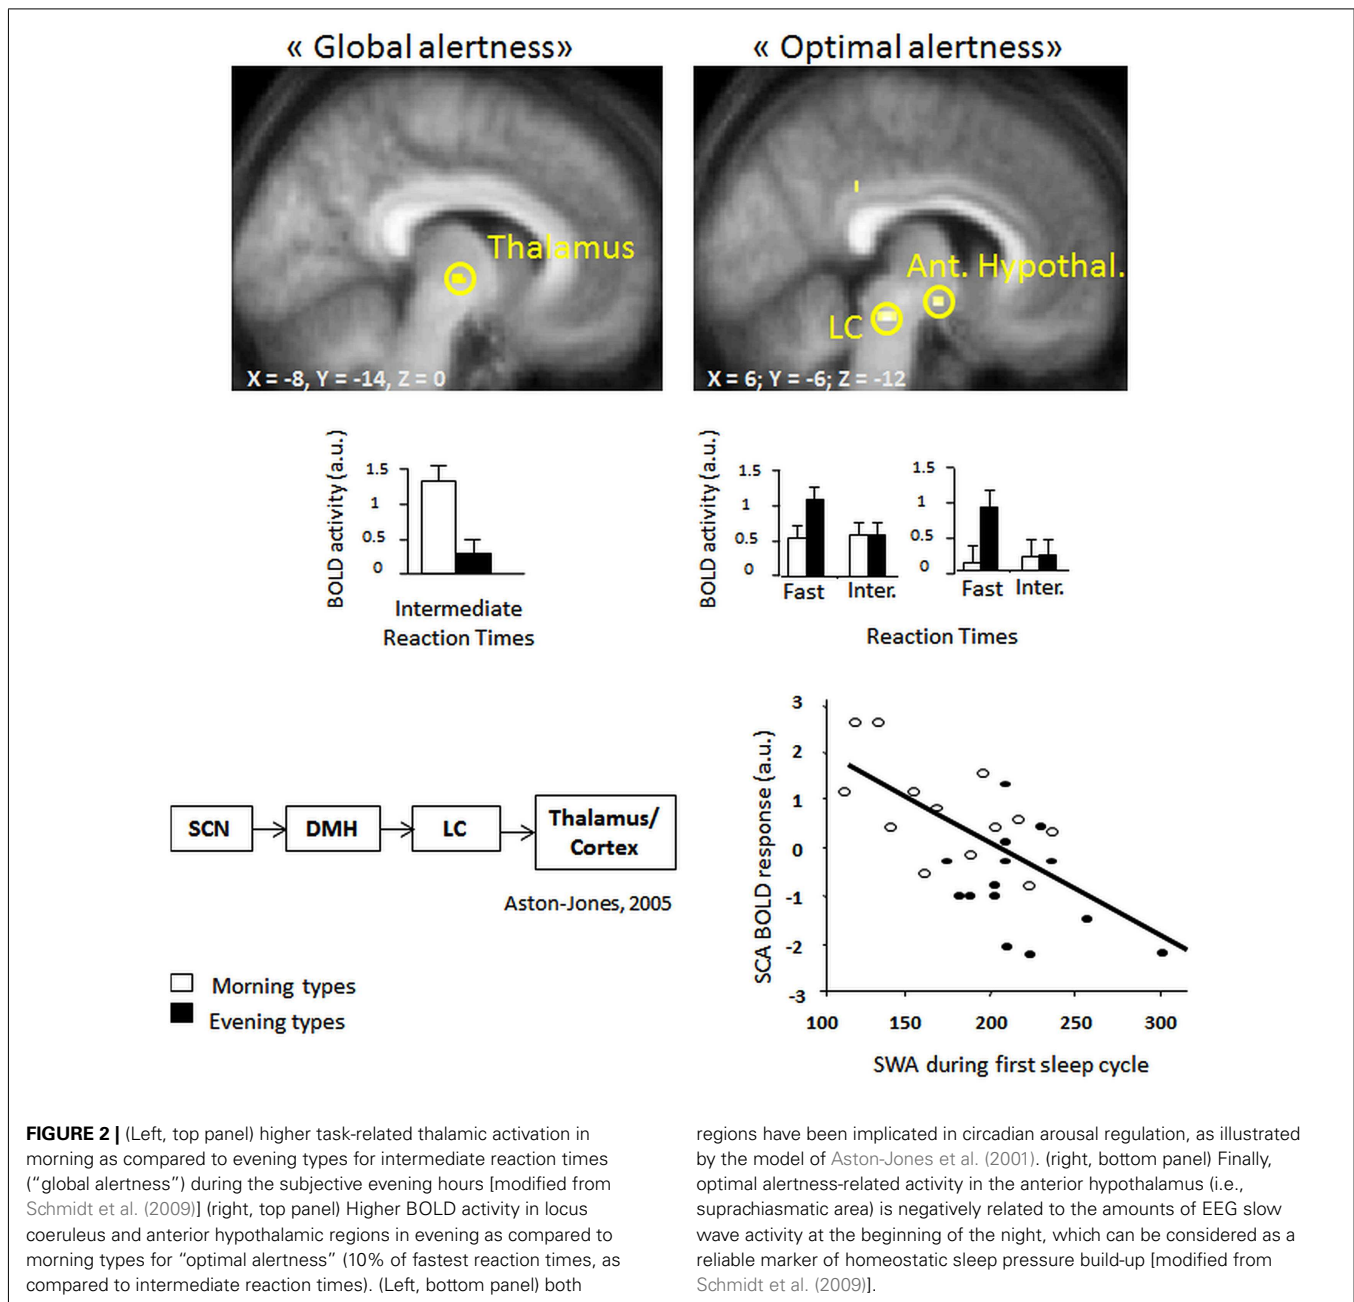 « Global alertness»
« Optimal alertness»
Thalamus
X = -8, Y = -14, Z = 0
Ant. Hypothal.
LC
X = 6; Y = -6; Z = -12
BOLD activity (a.u.)
1.5
1
0.5
0
Intermediate
Reaction Times
BOLD activity (a.u.)
1.5
1
0.5
0
Fast Inter.
1.5
1
0.5
0
Fast Inter.
Reaction Times
SCN
DMH
LC
Thalamus/
Cortex
Aston-Jones, 2005
Morning types
Evening types
SCA BOLD response (a.u.)
3
2
1
0
-1
-2
-3
100 150 200 250 300
SWA during first sleep cycle
FIGURE 2 | (Left, top panel) higher task-related thalamic activation in
morning as compared to evening types for intermediate reaction times
(“global alertness”) during the subjective evening hours [modified from
Schmidt et al. (2009)] (right, top panel) Higher BOLD activity in locus
coeruleus and anterior hypothalamic regions in evening as compared to
morning types for “optimal alertness” (10% of fastest reaction times, as
compared to intermediate reaction times). (Left, bottom panel) both
regions have been implicated in circadian arousal regulation, as illustrated
by the model of Aston-Jones et al. (2001). (right, bottom panel) Finally,
optimal alertness-related activity in the anterior hypothalamus (i.e.,
suprachiasmatic area) is negatively related to the amounts of EEG slow
wave activity at the beginning of the night, which can be considered as a
reliable marker of homeostatic sleep pressure build-up [modified from
Schmidt et al. (2009)].